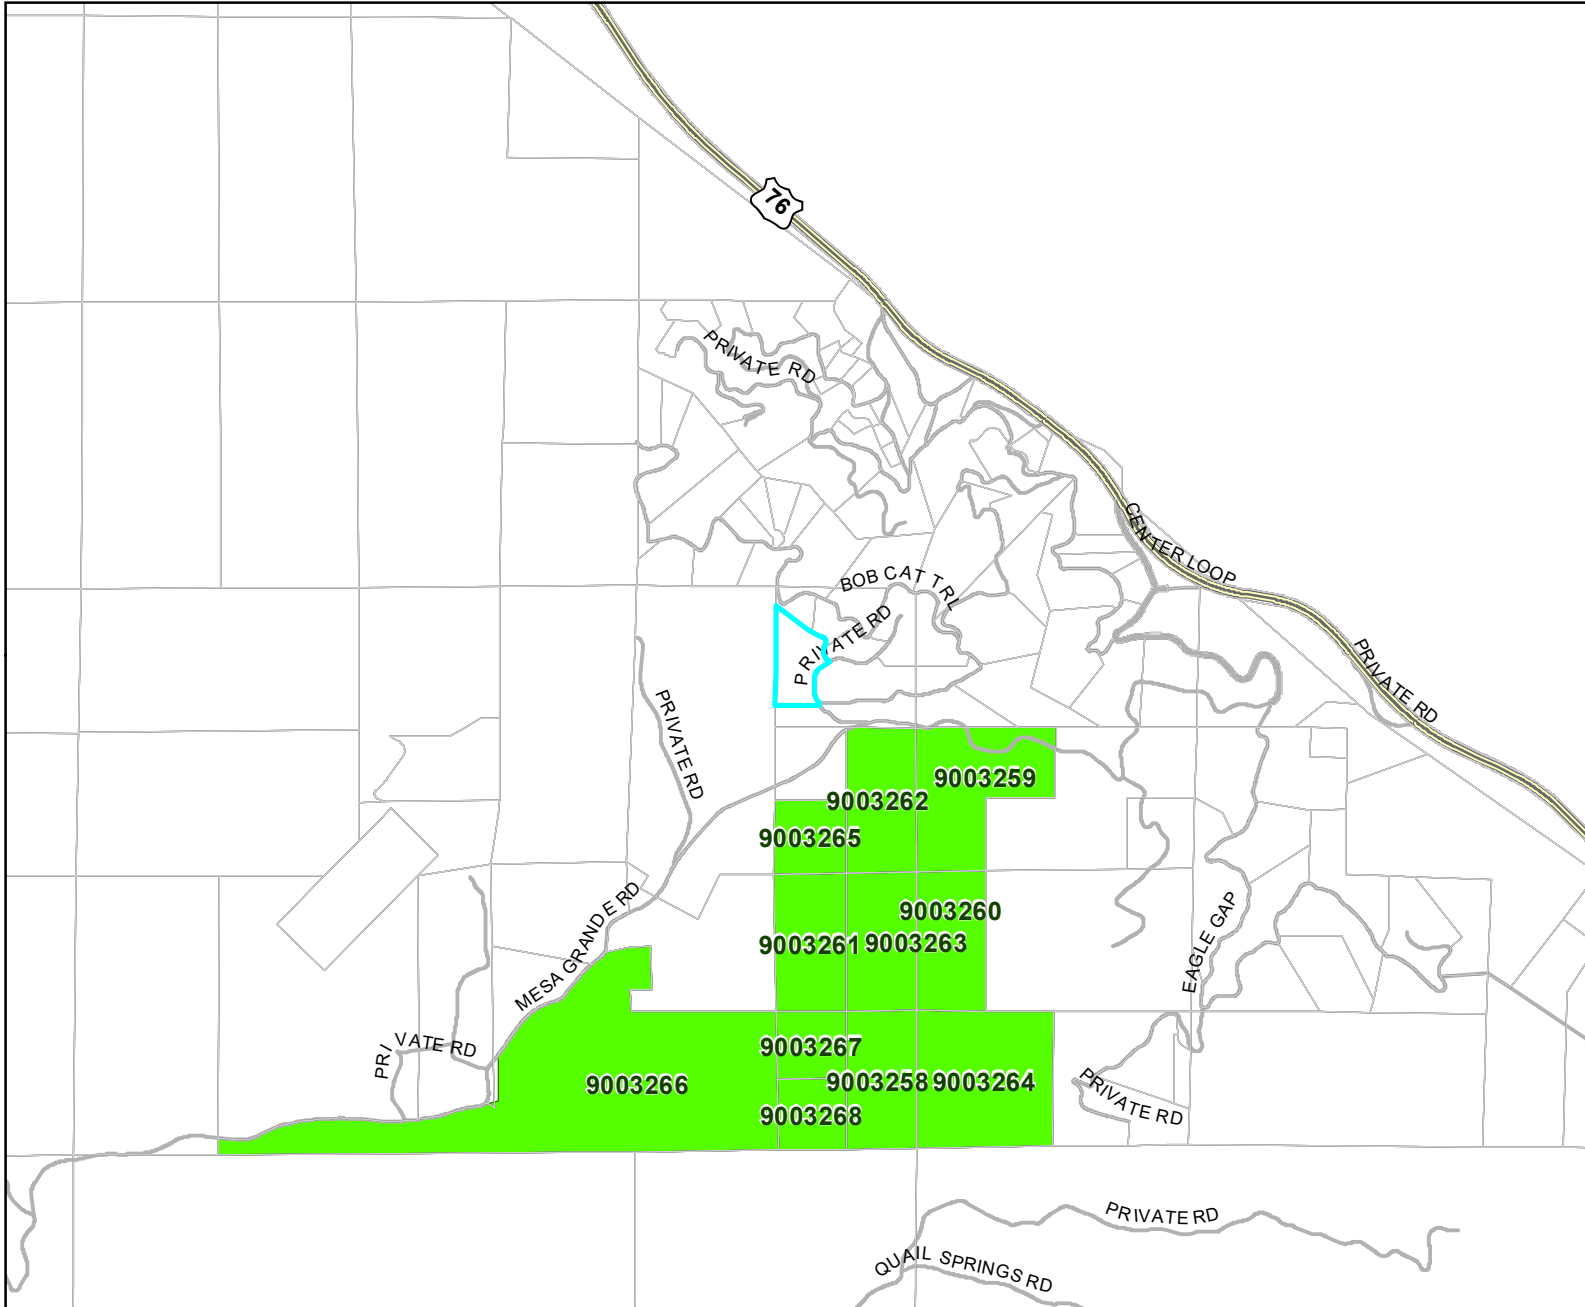 76
PRIVATE RD
CENTER LOOP
BOB CAT TRL
PRIVATE RD
PRIVATE RD
PRIVATE RD
9003259
9003262
9003265
MESA GRANDE RD
9003260
9003261
9003263
EAGLE GAP
PRIVATE RD
9003267
9003266
9003258
9003264
9003268
PRIVATE RD
PRIVATE RD
QUAIL SPRINGS RD